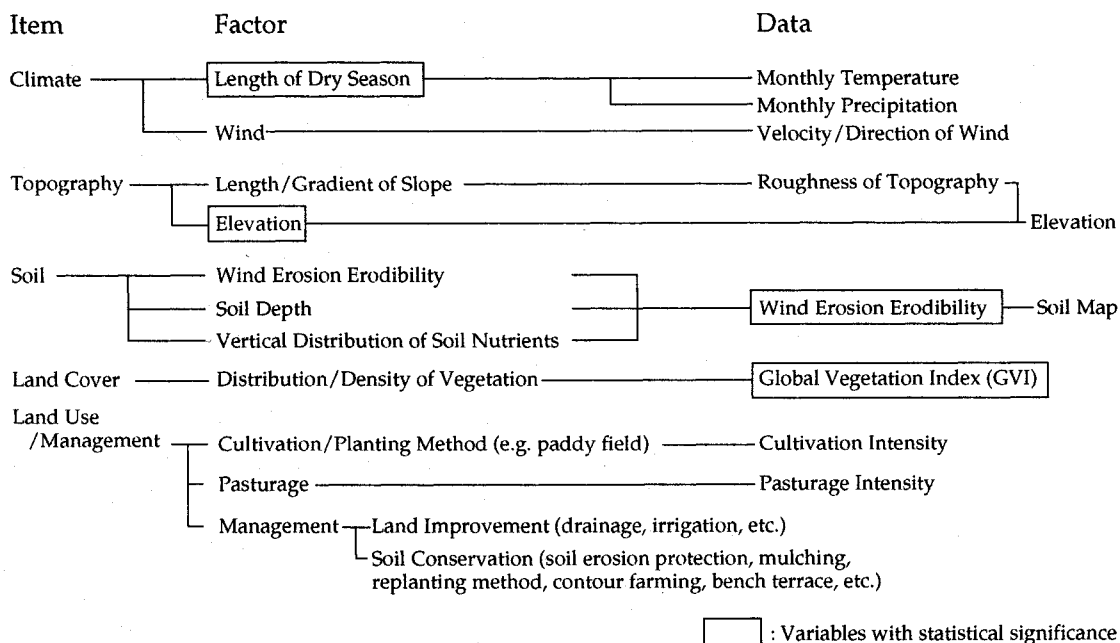 Item Factor Data
Climate Length of Dry Season Monthly Temperature
Monthly Precipitation
Wind Velocity/Direction of Wind
Topography Length/Gradient of Slope Roughness of Topography
Elevation Elevation
Soil Wind Erosion Erodibility
Soil Depth Wind Erosion Erodibility Soil Map
Vertical Distribution of Soil Nutrients
Land Cover Distribution/Density of Vegetation Global Vegetation Index (GVI)
Land Use
/Management Cultivation/Planting Method (e.g. paddy field) Cultivation Intensity
Pasturage Pasturage Intensity
Management Land Improvement (drainage, irrigation, etc.)
Soil Conservation (soil erosion protection, mulching,
replanting method, contour farming, bench terrace, etc.)
: Variables with statistical significance